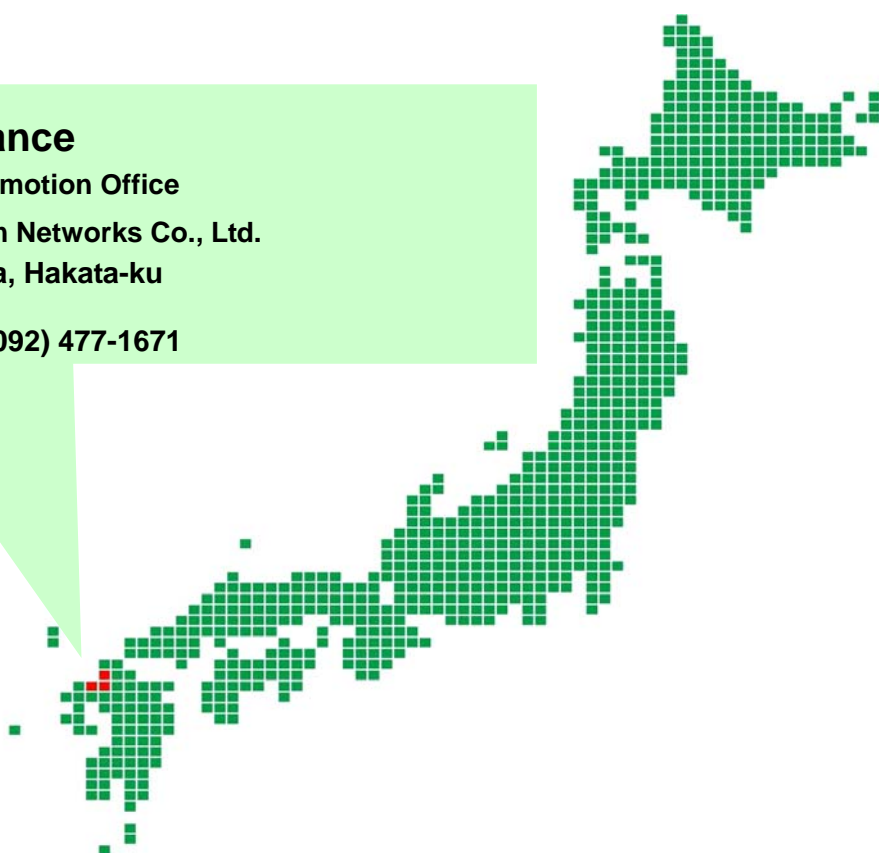 ance
motion Office
n Networks Co., Ltd.
a, Hakata-ku
092) 477-1671